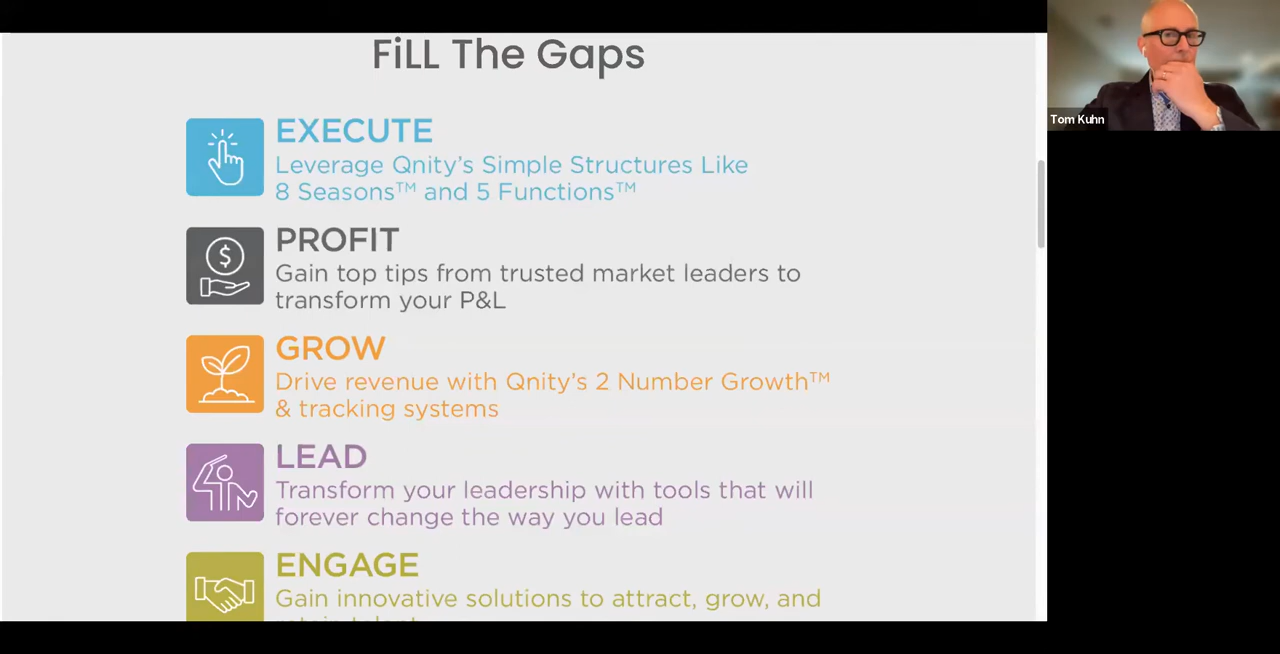 FiLL The Gaps
EXECUTE
Leverage Qnity's Simple Structures Like
8 Seasons™ and 5 Functions™
PROFIT
Gain top tips from trusted market leaders to
transform your P&L
GROW
Drive revenue with Qnity's 2 Number Growth™
& tracking systems
LEAD
Transform your leadership with tools that will
forever change the way you lead
ENGAGE
Gain innovative solutions to attract, grow, and
Tom Kuhn